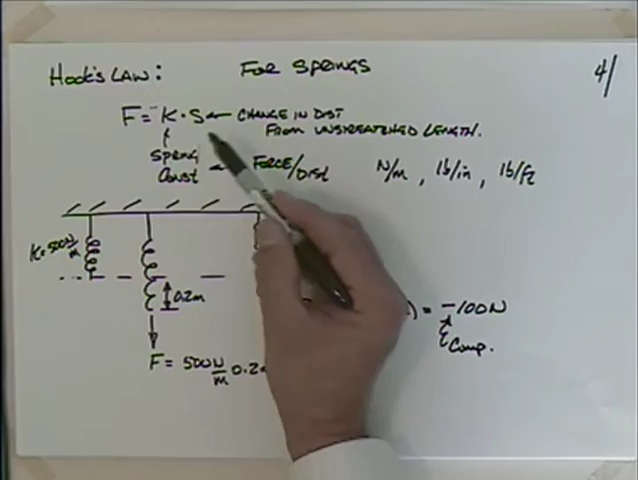 Hook's Law: For Springs 4/
F = K · S ← Change in Dist
From unstretched length.
Spring Const ← Force/Dist N/m, lb/in, lb/ft
K=500N/m
0.2m
F = 500N/m 0.2
) = -100N
Comp.